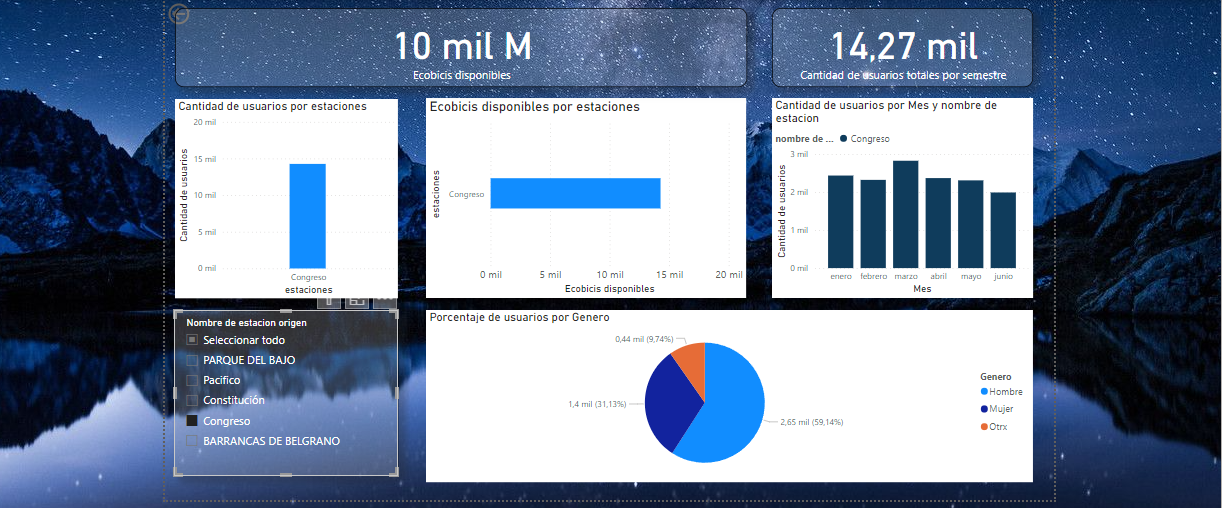 10 mil M
Ecobicis disponibles
14,27 mil
Cantidad de usuarios totales por semestre
Cantidad de usuarios por estaciones
Cantidad de usuarios
20 mil
15 mil
10 mil
5 mil
0 mil
Congreso
estaciones
Ecobicis disponibles por estaciones
estaciones
Congreso
0 mil
5 mil
10 mil
15 mil
20 mil
Ecobicis disponibles
Cantidad de usuarios por Mes y nombre de
estacion
nombre de ...
Congreso
Cantidad de usuarios
3 mil
2 mil
1 mil
0 mil
enero
febrero
marzo
abril
mayo
junio
Mes
Nombre de estacion origen
Seleccionar todo
PARQUE DEL BAJO
Pacifico
Constitución
Congreso
BARRANCAS DE BELGRANO
Porcentaje de usuarios por Genero
0,44 mil (9,74%)
1,4 mil (31,13%)
2,65 mil (59,14%)
Genero
Hombre
Mujer
Otrx